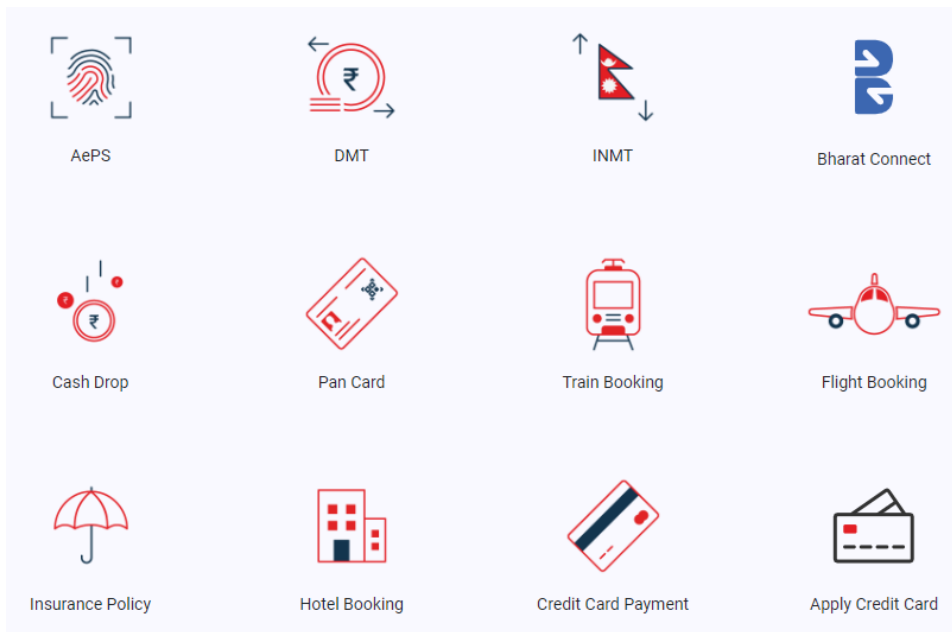 AePS
DMT
INMT
Bharat Connect
Cash Drop
Pan Card
Train Booking
Flight Booking
Insurance Policy
Hotel Booking
Credit Card Payment
Apply Credit Card